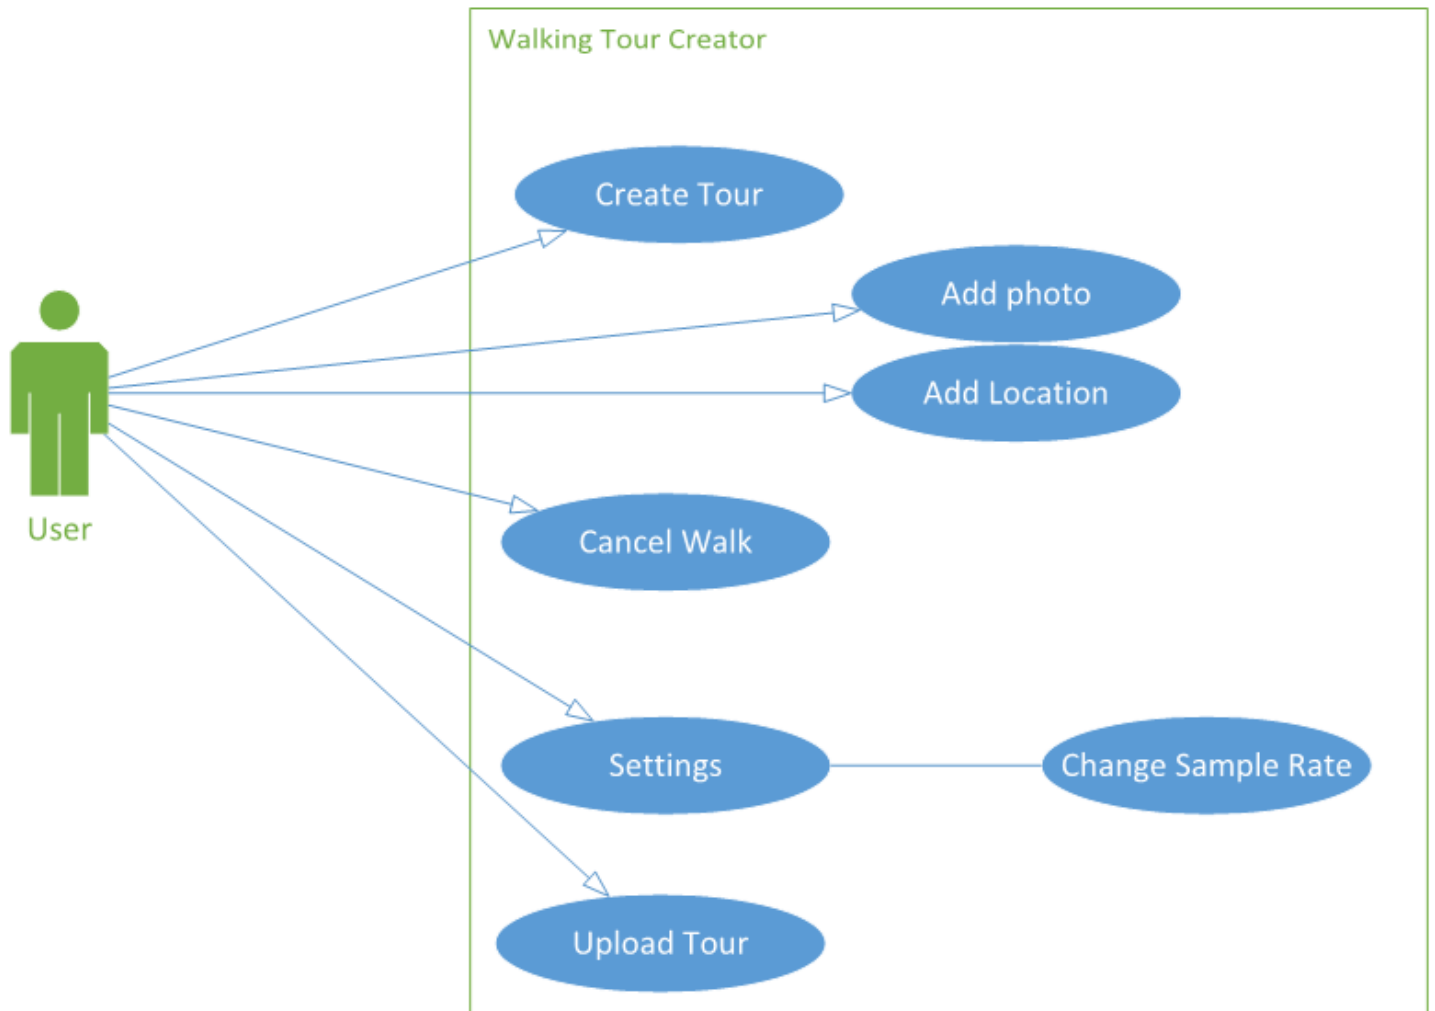 Walking Tour Creator
Create Tour
Add photo
Add Location
User
Cancel Walk
Settings
Change Sample Rate
Upload Tour